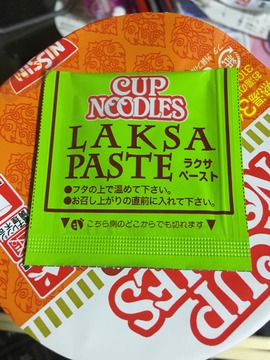 CUP
NOODLES
LAKSA
PASTE ラクサ
ペースト
●フタの上で温めて下さい。
●お召し上がりの直前に入れて下さい。
こちら側のどこからでも切れます
NISSIN